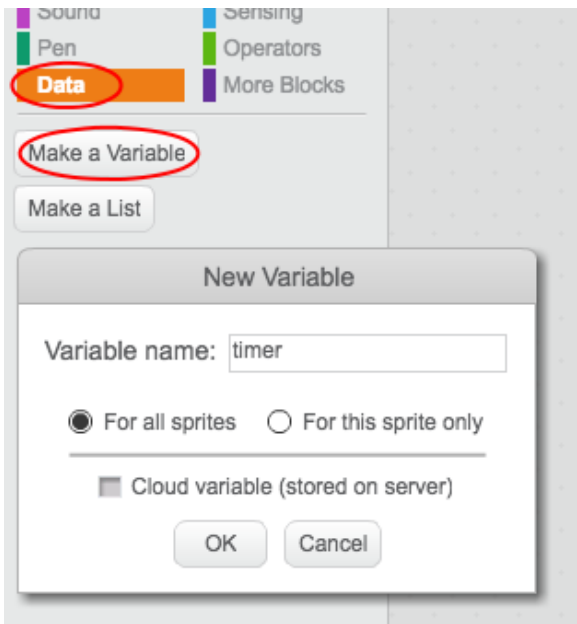 Sound Sensing
Pen Operators
Data More Blocks
Make a Variable
Make a List
New Variable
Variable name: timer
For all sprites For this sprite only
Cloud variable (stored on server)
OK Cancel